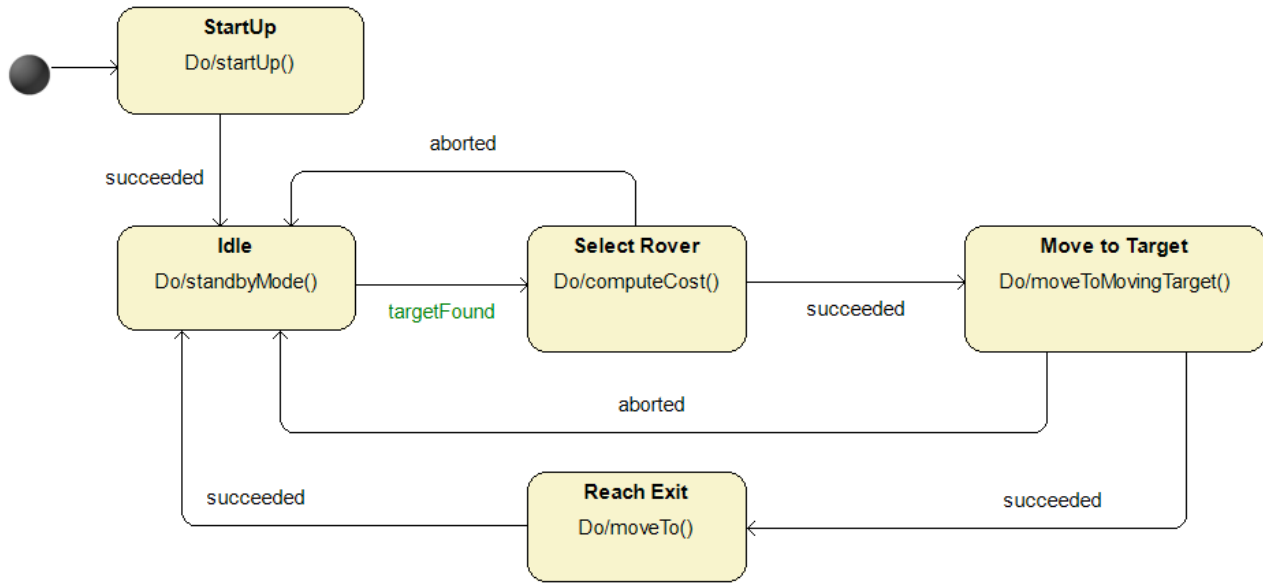 StartUp
Do/startUp()
aborted
succeeded
Idle
Do/standbyMode()
targetFound
Select Rover
Do/computeCost()
succeeded
Move to Target
Do/moveToMovingTarget()
aborted
succeeded
Reach Exit
Do/moveTo()
succeeded